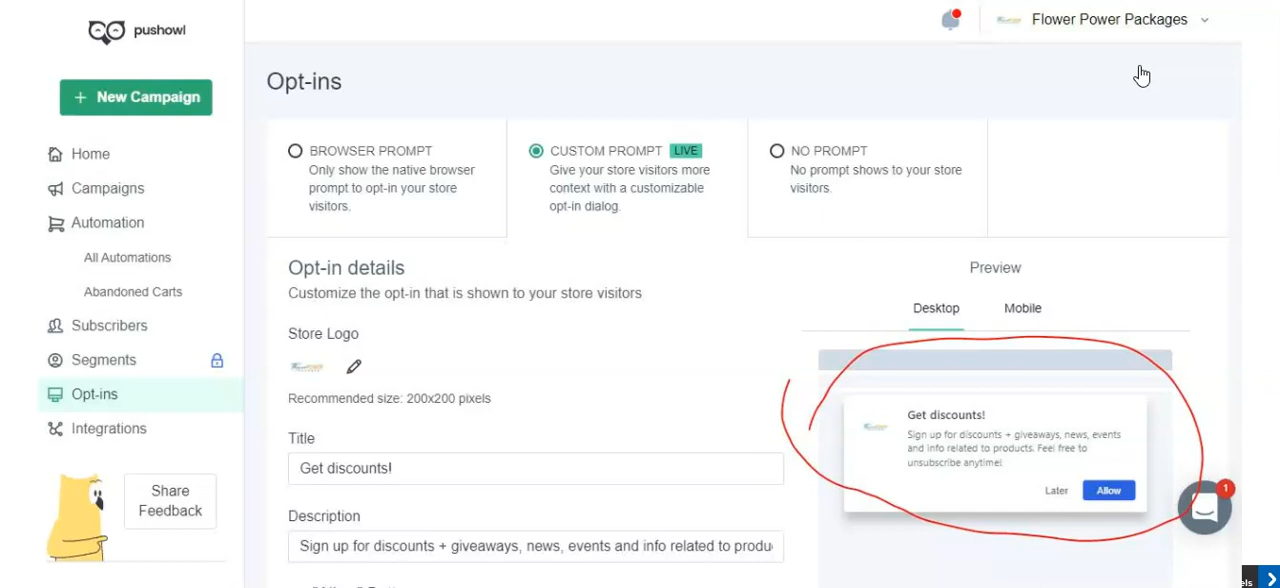 pushowl
Flower Power Packages
+ New Campaign
Home
Campaigns
Automation
All Automations
Abandoned Carts
Subscribers
Segments
Opt-ins
Integrations
Share
Feedback
Opt-ins
BROWSER PROMPT
Only show the native browser
prompt to opt-in your store
visitors.
CUSTOM PROMPT LIVE
Give your store visitors more
context with a customizable
opt-in dialog.
NO PROMPT
No prompt shows to your store
visitors.
Opt-in details
Customize the opt-in that is shown to your store visitors
Store Logo
Recommended size: 200x200 pixels
Title
Get discounts!
Description
Sign up for discounts + giveaways, news, events and info related to produ
Preview
Desktop Mobile
Get discounts!
Sign up for discounts + giveaways, news, events
and info related to products. Feel free to
unsubscribe anytime!
Later Allow
1
els